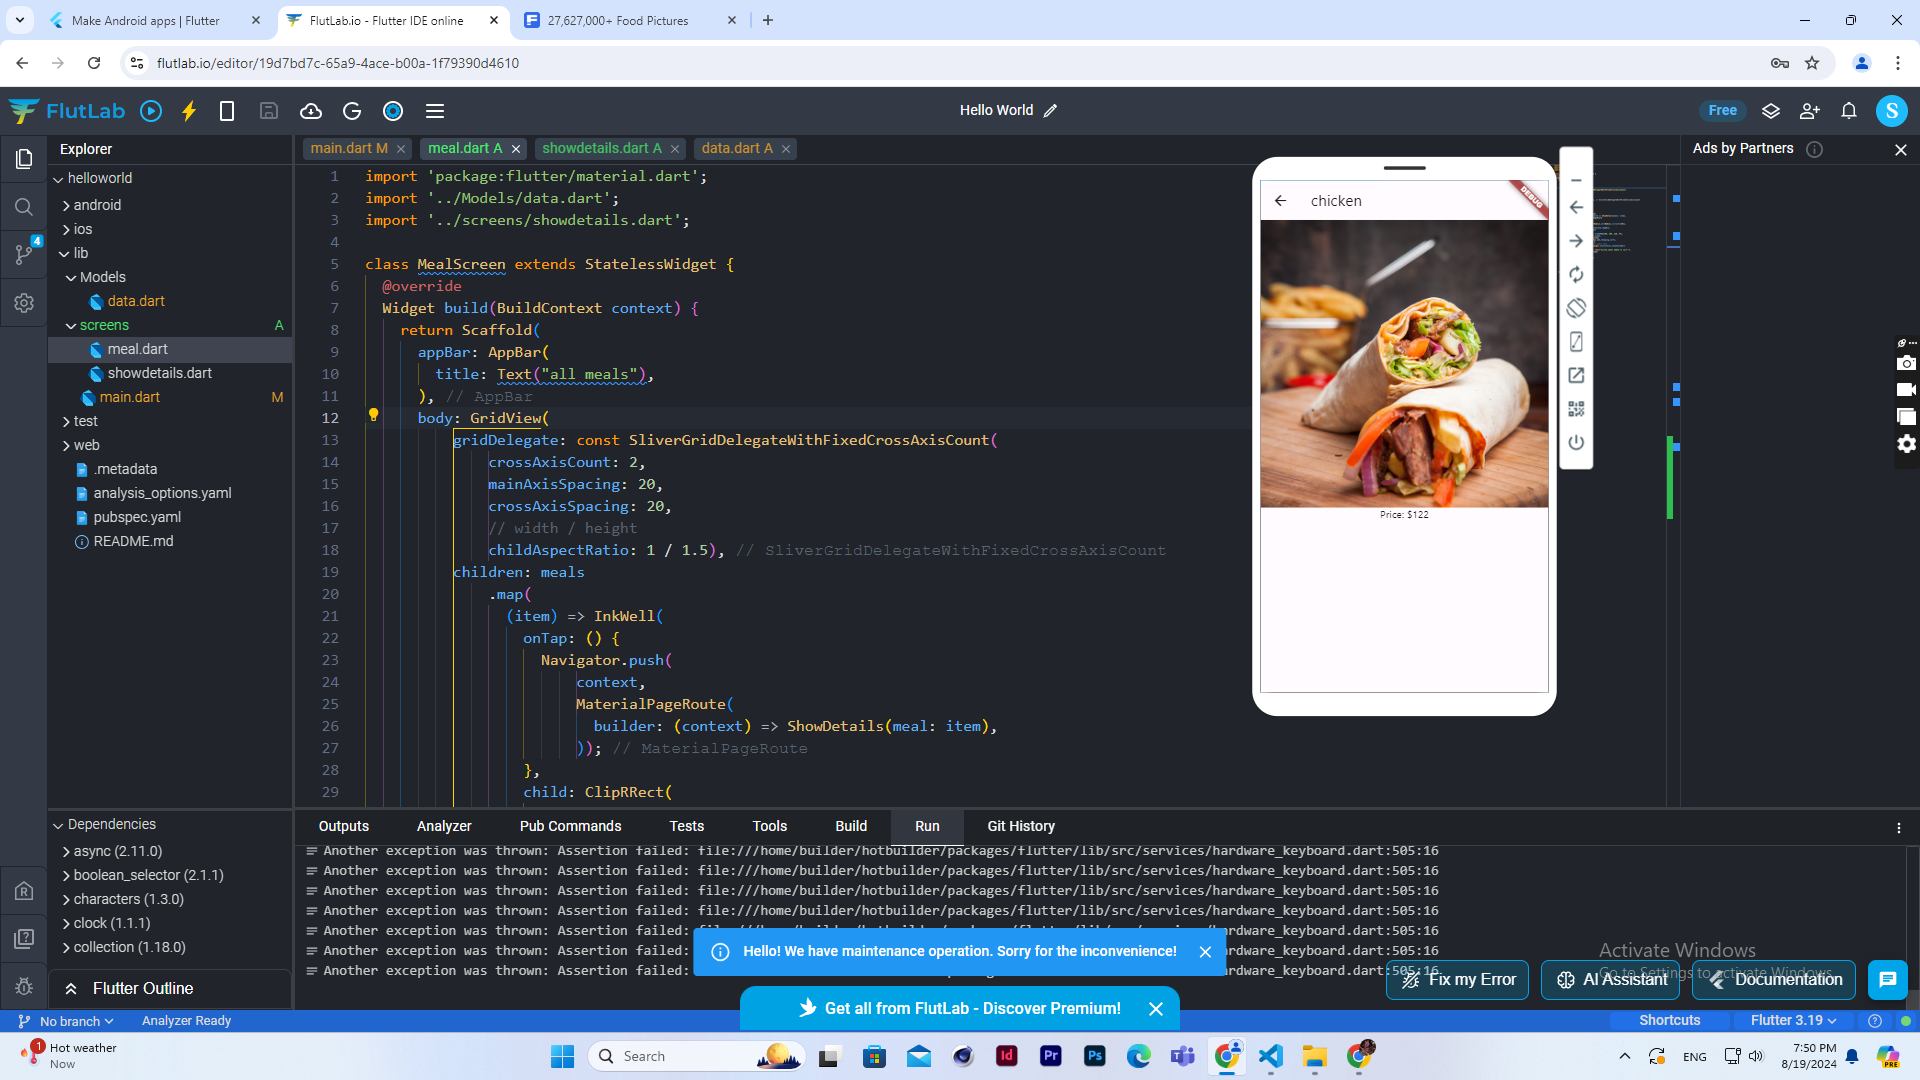 Make Android apps | Flutter
FlutLab.io - Flutter IDE online
27,627,000+ Food Pictures
flutlab.io/editor/19d7bd7c-65a9-4ace-b00a-1f79390d4610
FlutLab
Hello World
Free
S
Explorer
main.dart M
meal.dart A
showdetails.dart A
data.dart A
Ads by Partners
helloworld
android
ios
lib
Models
data.dart
screens A
meal.dart
showdetails.dart
main.dart M
test
web
.metadata
analysis_options.yaml
pubspec.yaml
README.md
4
1 import 'package:flutter/material.dart';
2 import '../Models/data.dart';
3 import '../screens/showdetails.dart';
4
5 class MealScreen extends StatelessWidget {
6 @override
7 Widget build(BuildContext context) {
8 return Scaffold(
9 appBar: AppBar(
10 title: Text("all meals"),
11 ), // AppBar
12 body: GridView(
13 gridDelegate: const SliverGridDelegateWithFixedCrossAxisCount(
14 crossAxisCount: 2,
15 mainAxisSpacing: 20,
16 crossAxisSpacing: 20,
17 // width / height
18 childAspectRatio: 1 / 1.5), // SliverGridDelegateWithFixedCrossAxisCount
19 children: meals
20 .map(
21 (item) => InkWell(
22 onTap: () {
23 Navigator.push(
24 context,
25 MaterialPageRoute(
26 builder: (context) => ShowDetails(meal: item),
27 )); // MaterialPageRoute
28 },
29 child: ClipRRect(
chicken
DEBUG
Price: $122
Dependencies
async (2.11.0)
boolean_selector (2.1.1)
characters (1.3.0)
clock (1.1.1)
collection (1.18.0)
Flutter Outline
Outputs Analyzer Pub Commands Tests Tools Build Run Git History
Another exception was thrown: Assertion failed: file:///home/builder/hotbuilder/packages/flutter/lib/src/services/hardware_keyboard.dart:505:16
Another exception was thrown: Assertion failed: file:///home/builder/hotbuilder/packages/flutter/lib/src/services/hardware_keyboard.dart:505:16
Another exception was thrown: Assertion failed: file:///home/builder/hotbuilder/packages/flutter/lib/src/services/hardware_keyboard.dart:505:16
Another exception was thrown: Assertion failed: file:///home/builder/hotbuilder/packages/flutter/lib/src/services/hardware_keyboard.dart:505:16
Another exception was thrown: Assertion failed: file:///home/builder/hotbuilder/packages/flutter/lib/src/services/hardware_keyboard.dart:505:16
Another exception was thrown: Assertion failed: rdware_keyboard.dart:505:16
Another exception was thrown: Assertion failed: rdware_keyboard.dart:505:16
Hello! We have maintenance operation. Sorry for the inconvenience!
Get all from FlutLab - Discover Premium!
Activate Windows
Go to Settings to activate Windows.
Fix my Error
AI Assistant
Documentation
No branch
Analyzer Ready
Shortcuts
Flutter 3.19
1
Hot weather
Now
Search
ENG
7:50 PM
8/19/2024